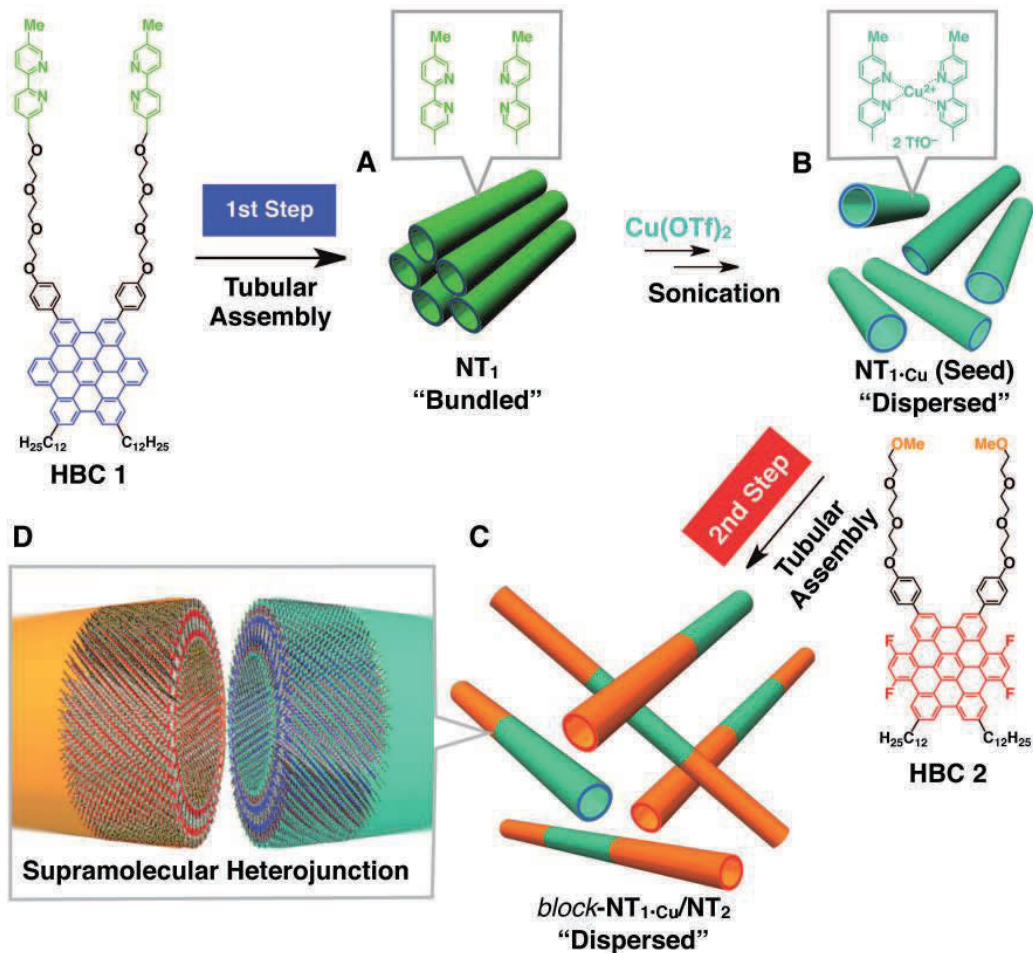 Me Me
N N
N N
O O
O O
O O
O O
H25C12 C12H25
HBC 1
1st Step
Tubular
Assembly
A
Me Me
N N
N N
NT1
“Bundled”
Cu(OTf)2
Sonication
B
Me Me
N N
Cu2+
N N
2 TfO−
NT1•Cu (Seed)
“Dispersed”
2nd Step
Tubular
Assembly
OMe MeO
O O
O O
O O
F F
F F
H25C12 C12H25
HBC 2
C
block-NT1•Cu/NT2
“Dispersed”
D
Supramolecular Heterojunction